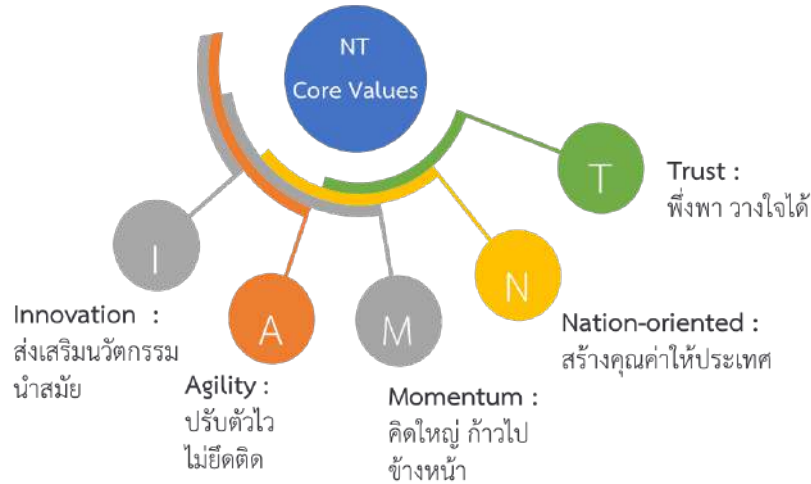 NT
Core Values
I
Innovation :
ส่งเสริมนวัตกรรม
นำสมัย
A
Agility :
ปรับตัวไว
ไม่ยึดติด
M
Momentum :
คิดใหญ่ ก้าวไป
ข้างหน้า
N
Nation-oriented :
สร้างคุณค่าให้ประเทศ
T
Trust :
พึ่งพา วางใจได้